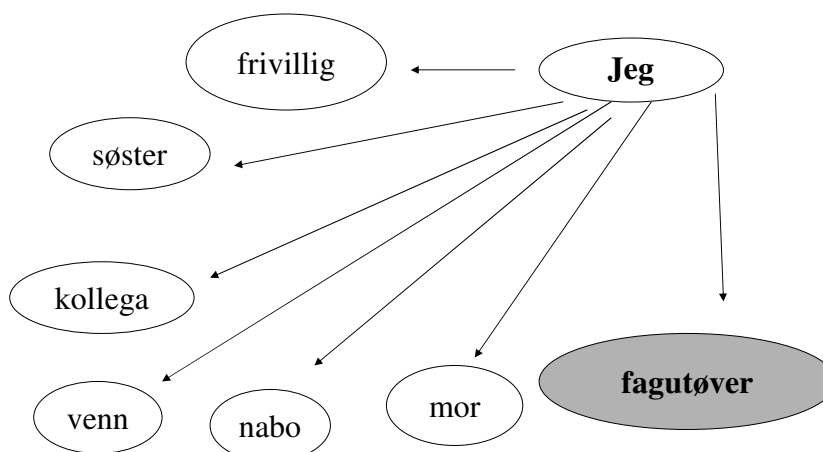 frivillig
Jeg
søster
kollega
venn
nabo
mor
fagutøver